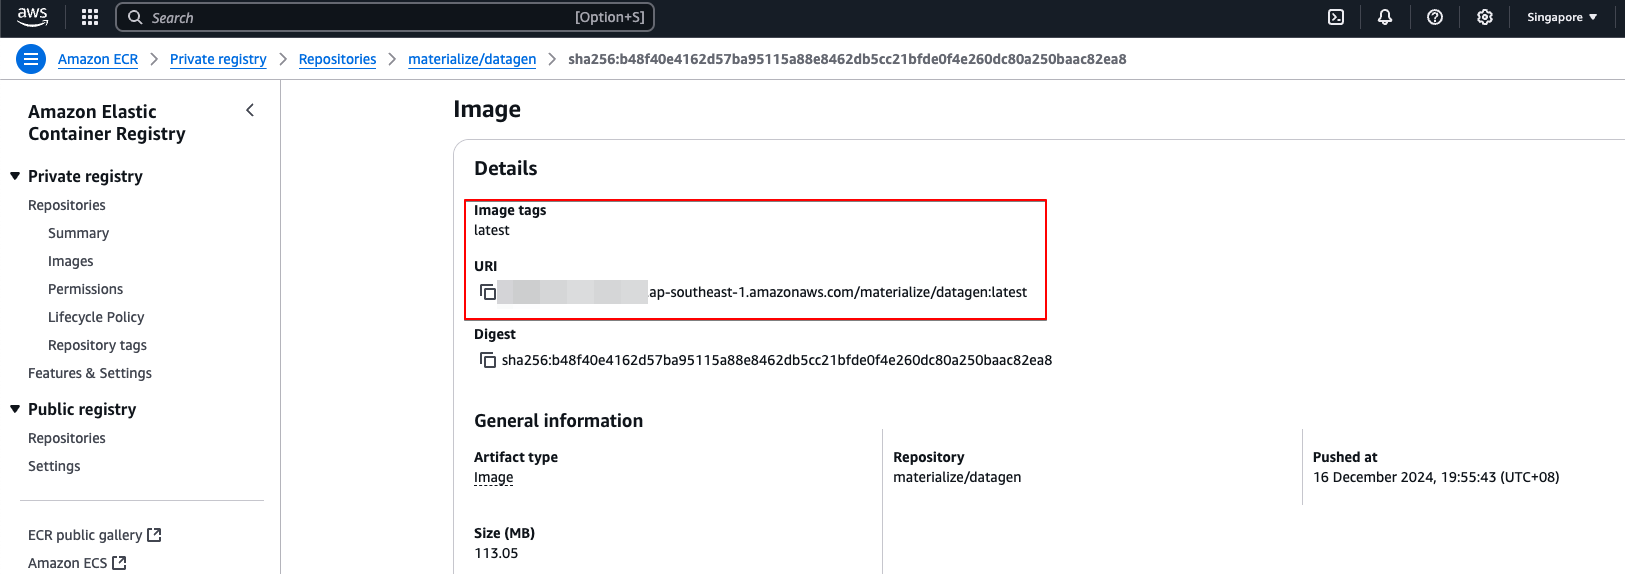 aws
Search [Option+S] Singapore
Amazon ECR Private registry Repositories materialize/datagen sha256:b48f40e4162d57ba95115a88e8462db5cc21bfde0f4e260dc80a250baac82ea8
Amazon Elastic
Container Registry
Private registry
Repositories
Summary
Images
Permissions
Lifecycle Policy
Repository tags
Features & Settings
Public registry
Repositories
Settings
ECR public gallery
Amazon ECS
Image
Details
Image tags
latest
URI
.ap-southeast-1.amazonaws.com/materialize/datagen:latest
Digest
sha256:b48f40e4162d57ba95115a88e8462db5cc21bfde0f4e260dc80a250baac82ea8
General information
Artifact type
Image
Repository
materialize/datagen
Pushed at
16 December 2024, 19:55:43 (UTC+08)
Size (MB)
113.05